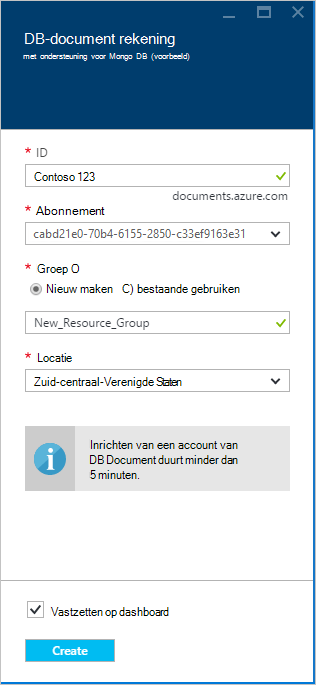 DB-document rekening
met ondersteuning voor Mongo DB (voorbeeld)
* ID
Contoso 123
documents.azure.com
* Abonnement
cabd21e0-70b4-6155-2850-c33ef9163e31
* Groep O
Nieuw maken C) bestaande gebruiken
New_Resource_Group
* Locatie
Zuid-centraal-Verenigde Staten
Inrichten van een account van
DB Document duurt minder dan
5 minuten.
Vastzetten op dashboard
Create